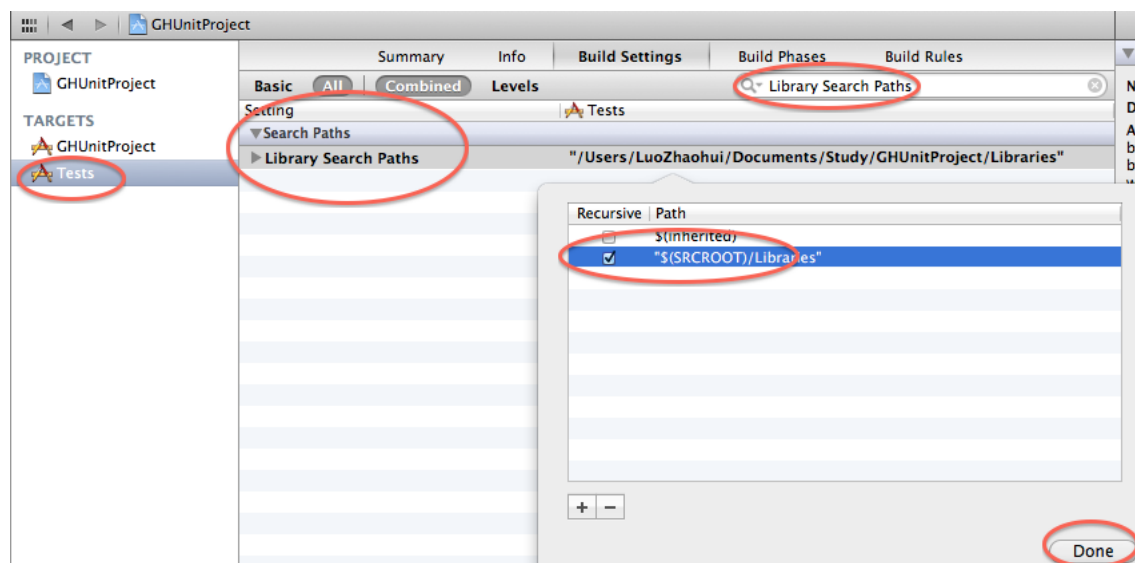 GHUnitProject
PROJECT
GHUnitProject
TARGETS
GHUnitProject
Tests
Summary Info Build Settings Build Phases Build Rules
Basic All Combined Levels Library Search Paths
Setting Tests
Search Paths
Library Search Paths "/Users/LuoZhaohui/Documents/Study/GHUnitProject/Libraries"
Recursive Path
$(inherited)
"$(SRCROOT)/Libraries"
+ −
Done
N
D
A
b
b